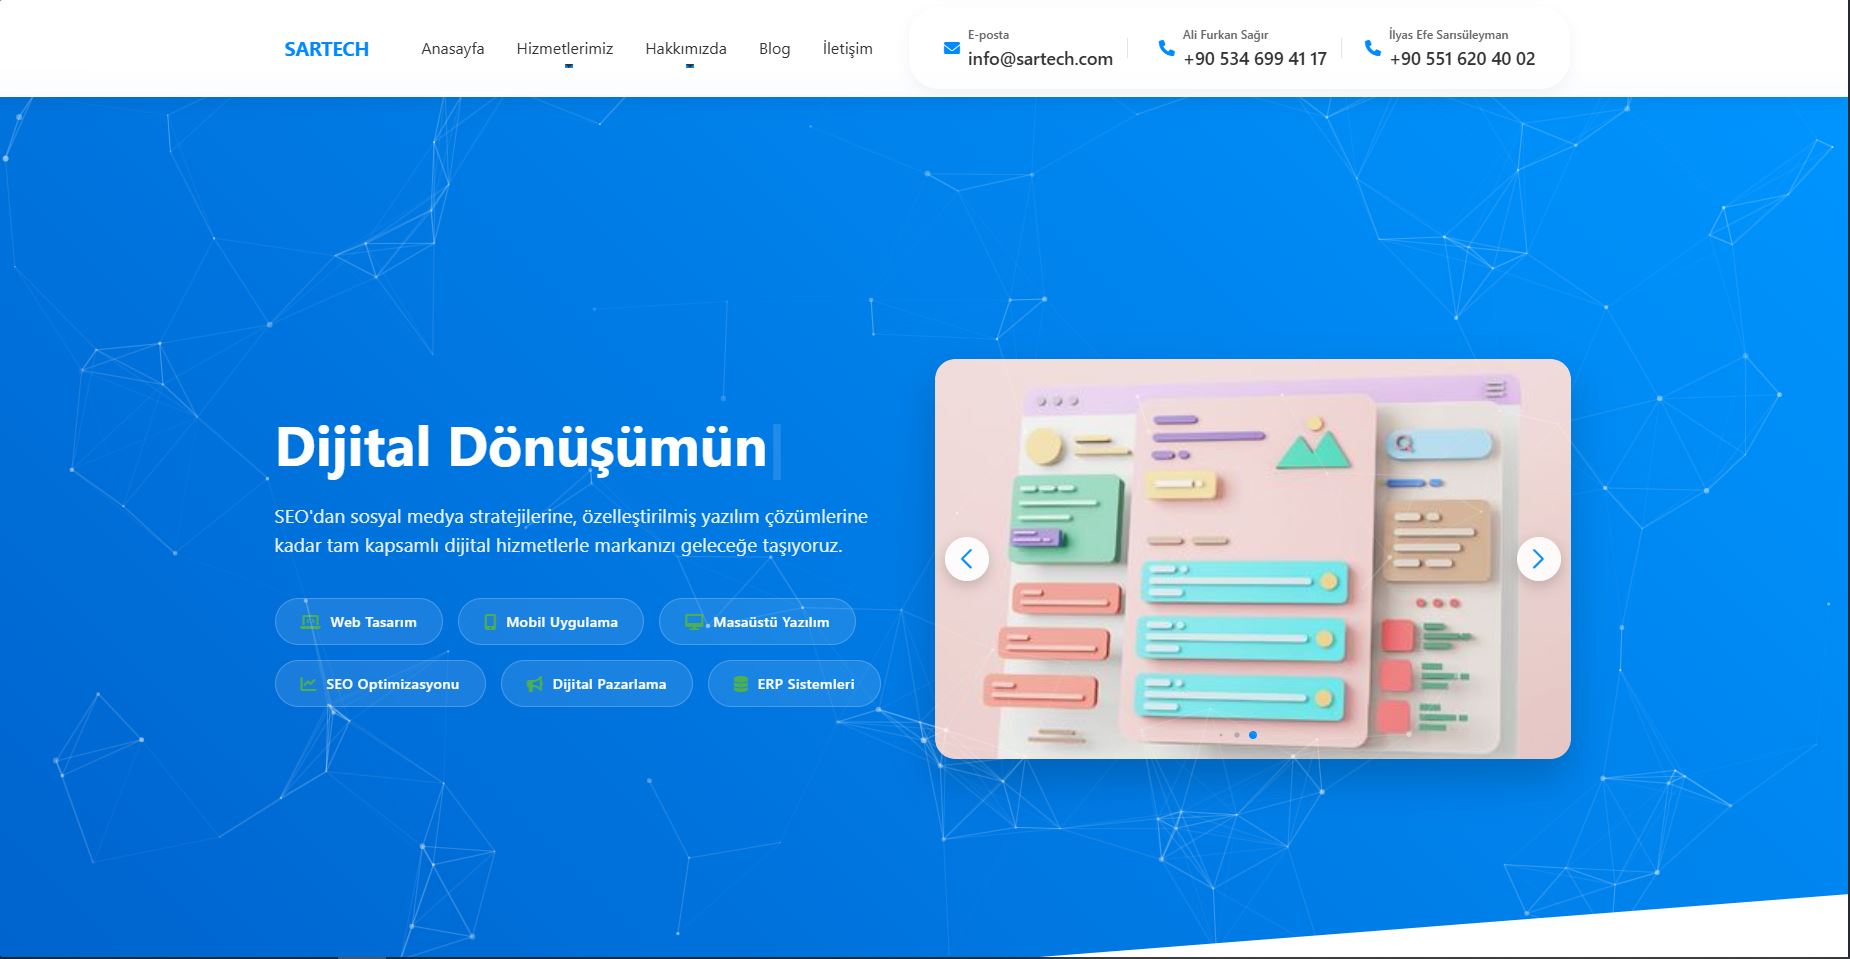 SARTECH
Anasayfa
Hizmetlerimiz
Hakkımızda
Blog
İletişim
E-posta
info@sartech.com
Ali Furkan Sağır
+90 534 699 41 17
İlyas Efe Sarısüleyman
+90 551 620 40 02
Dijital Dönüşümün
SEO'dan sosyal medya stratejilerine, özelleştirilmiş yazılım çözümlerine
kadar tam kapsamlı dijital hizmetlerle markanızı geleceğe taşıyoruz.
Web Tasarım
Mobil Uygulama
Masaüstü Yazılım
SEO Optimizasyonu
Dijital Pazarlama
ERP Sistemleri